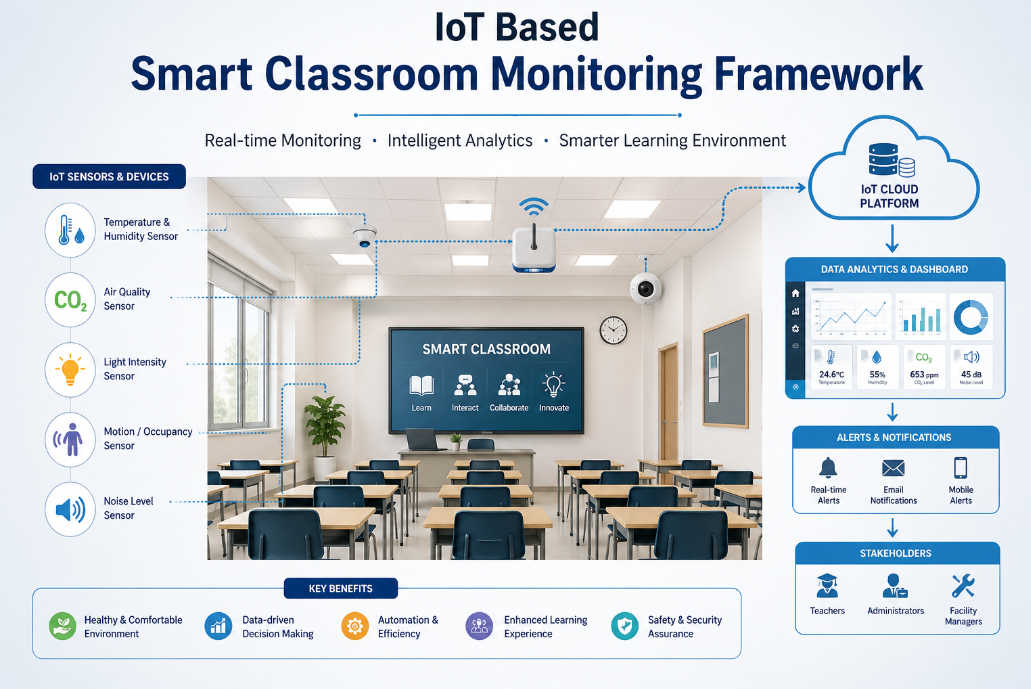 IoT Based
Smart Classroom Monitoring Framework
Real-time Monitoring • Intelligent Analytics • Smarter Learning Environment
IoT SENSORS & DEVICES
Temperature &
Humidity Sensor
CO₂
Air Quality
Sensor
Light Intensity
Sensor
Motion / Occupancy
Sensor
Noise Level
Sensor
SMART CLASSROOM
Learn
Interact
Collaborate
Innovate
IoT CLOUD
PLATFORM
DATA ANALYTICS & DASHBOARD
24.6°C
Temperature
55%
Humidity
CO₂
653 ppm
CO₂ Level
45 dB
Noise Level
ALERTS & NOTIFICATIONS
Real-time
Alerts
Email
Notifications
Mobile
Alerts
STAKEHOLDERS
Teachers
Administrators
Facility
Managers
KEY BENEFITS
Healthy & Comfortable
Environment
Data-driven
Decision Making
Automation &
Efficiency
Enhanced Learning
Experience
Safety & Security
Assurance